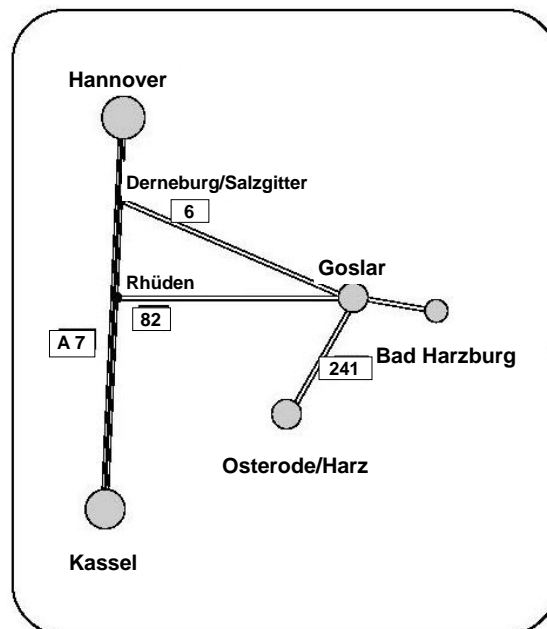 Hannover
Derneburg/Salzgitter
6
Goslar
Rhüden
82
A 7
241
Bad Harzburg
Osterode/Harz
Kassel